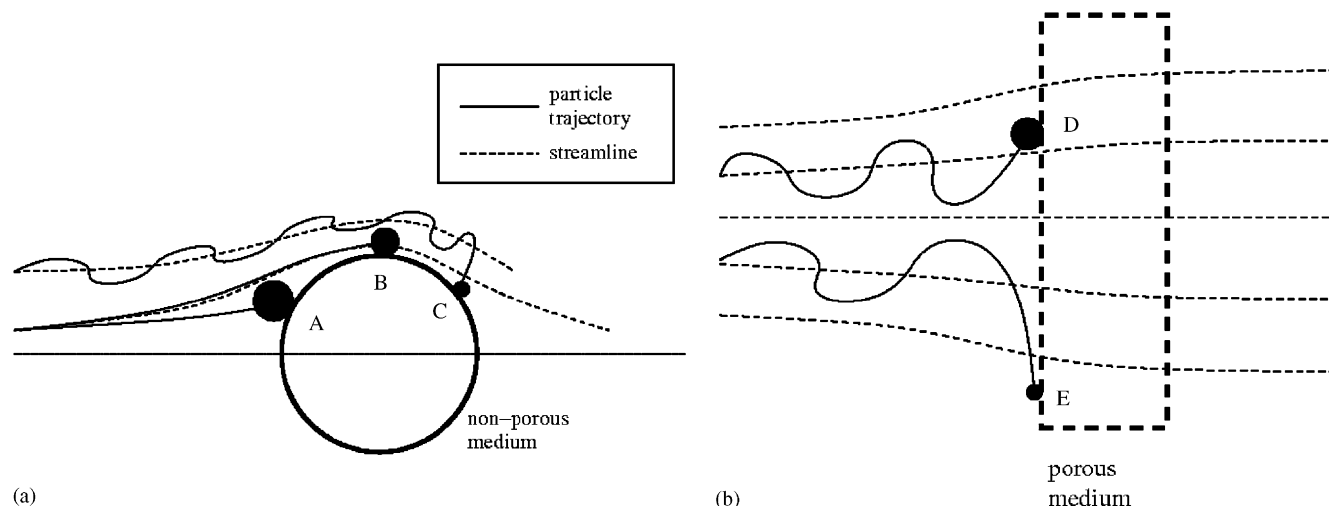 particle
trajectory
streamline
A
B
C
non–porous
medium
(a)
D
E
porous
medium
(b)